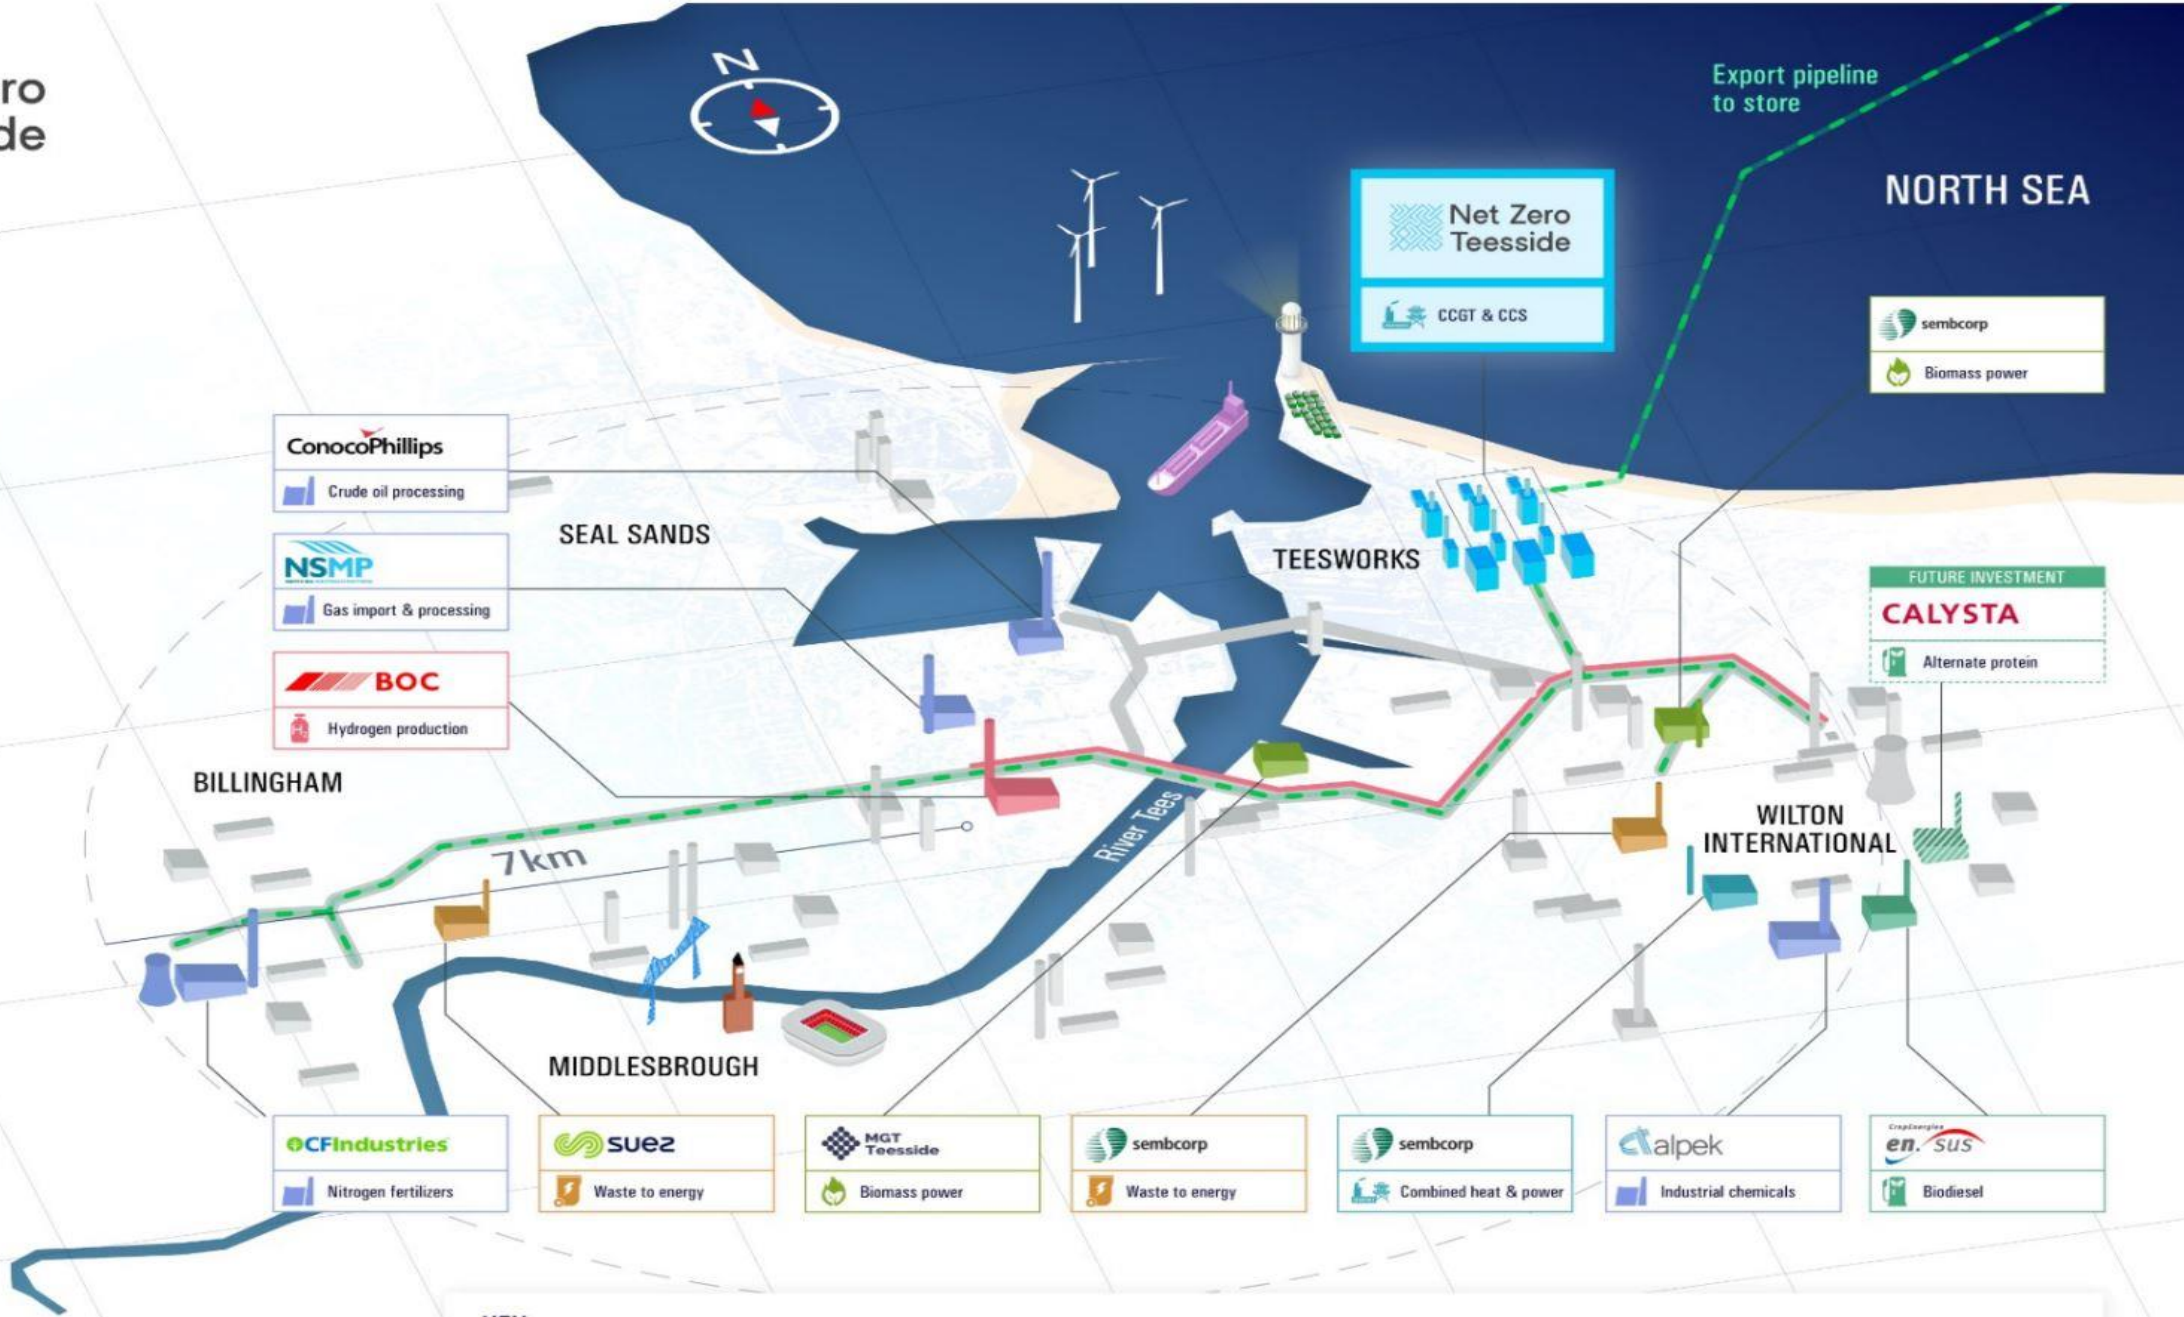 ro
de
N
Export pipeline
to store
NORTH SEA
Net Zero
Teesside
CCGT & CCS
sembcorp
Biomass power
ConocoPhillips
Crude oil processing
SEAL SANDS
NSMP
Gas import & processing
TEESWORKS
FUTURE INVESTMENT
CALYSTA
Alternate protein
BOC
H2
Hydrogen production
BILLINGHAM
River Tees
WILTON
INTERNATIONAL
7km
MIDDLESBROUGH
CFIndustries
Nitrogen fertilizers
suez
Waste to energy
MGT
Teesside
Biomass power
sembcorp
Waste to energy
sembcorp
Combined heat & power
alpek
Industrial chemicals
CropEnergies
en.sus
Biodiesel